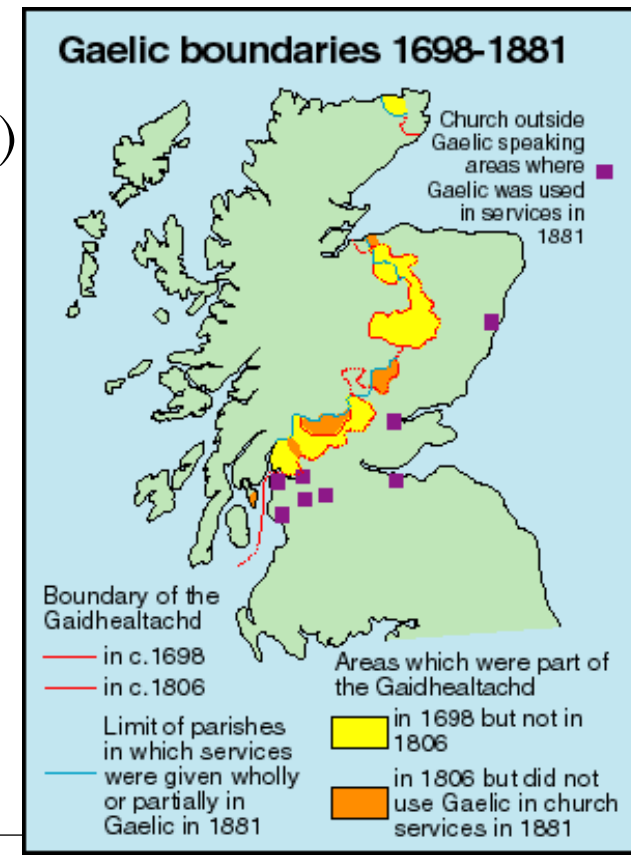 Gaelic boundaries 1698-1881
)
Church outside
Gaelic speaking
areas where
Gaelic was used
in services in
1881
Boundary of the
Gaidhealtachd
in c.1698
in c.1806
Limit of parishes
in which services
were given wholly
or partially in
Gaelic in 1881
Areas which were part of
the Gaidhealtachd
in 1698 but not in
1806
in 1806 but did not
use Gaelic in church
services in 1881